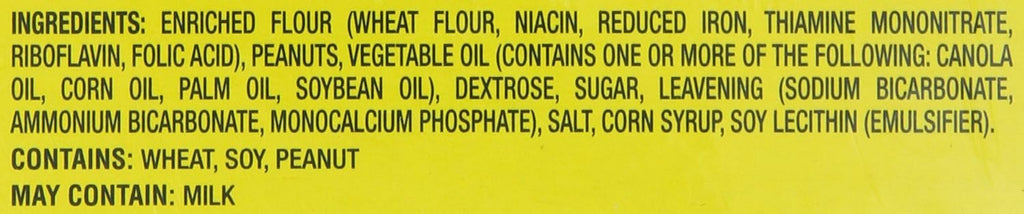 INGREDIENTS: ENRICHED FLOUR (WHEAT FLOUR, NIACIN, REDUCED IRON, THIAMINE MONONITRATE,
RIBOFLAVIN, FOLIC ACID), PEANUTS, VEGETABLE OIL (CONTAINS ONE OR MORE OF THE FOLLOWING: CANOLA
OIL, CORN OIL, PALM OIL, SOYBEAN OIL), DEXTROSE, SUGAR, LEAVENING (SODIUM BICARBONATE,
AMMONIUM BICARBONATE, MONOCALCIUM PHOSPHATE), SALT, CORN SYRUP, SOY LECITHIN (EMULSIFIER).
CONTAINS: WHEAT, SOY, PEANUT
MAY CONTAIN: MILK